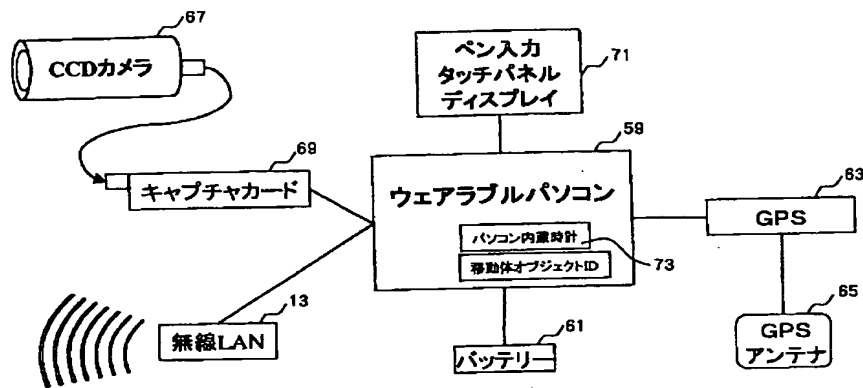 67
CCDカメラ
ペン入力
タッチパネル
ディスプレイ
71
69
キャプチャカード
59
ウェアラブルパソコン
パソコン内蔵時計
73
移動体オブジェクトID
63
GPS
65
GPS
アンテナ
13
無線LAN
61
バッテリー